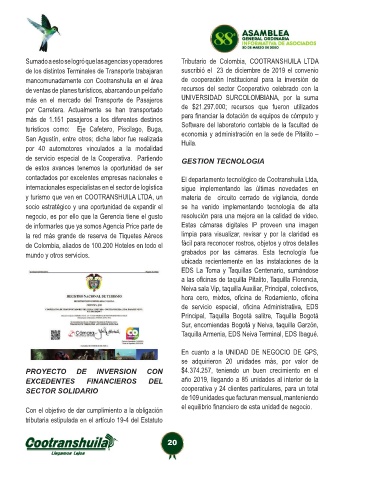 88
ASAMBLEA
GENERAL ORDINARIA
INFORMATIVA DE ASOCIADOS
Sumado a esto se logró que las agencias y operadores
de los distintos Terminales de Transporte trabajaran
mancomunadamente con Cootranshuila en el área
de ventas de planes turísticos, abarcando un peldaño
más en el mercado del Transporte de Pasajeros
por Carretera. Actualmente se han transportado
más de 1.151 pasajeros a los diferentes destinos
turísticos como: Eje Cafetero, Piscilago, Buga,
San Agustín, entre otros; dicha labor fue realizada
por 40 automotores vinculados a la modalidad
de servicio especial de la Cooperativa. Partiendo
de estos avances tenemos la oportunidad de ser
contactados por excelentes empresas nacionales e
internacionales especialistas en el sector de logística
y turismo que ven en COOTRANSHUILA LTDA, un
socio estratégico y una oportunidad de expandir el
negocio, es por ello que la Gerencia tiene el gusto
de informarles que ya somos Agencia Price parte de
la red más grande de reserva de Tiquetes Aéreos
de Colombia, aliados de 100.200 Hoteles en todo el
mundo y otros servicios.
REGISTRO NACIONAL DE TURISMO
PROYECTO DE INVERSION CON
EXCEDENTES FINANCIEROS DEL
SECTOR SOLIDARIO
Con el objetivo de dar cumplimiento a la obligación
tributaria estipulada en el artículo 19-4 del Estatuto
Tributario de Colombia, COOTRANSHUILA LTDA
suscribió el 23 de diciembre de 2019 el convenio
de cooperación Institucional para la inversión de
recursos del sector Cooperativo celebrado con la
UNIVERSIDAD SURCOLOMBIANA, por la suma
de $21.297.000; recursos que fueron utilizados
para financiar la dotación de equipos de cómputo y
Software del laboratorio contable de la facultad de
economía y administración en la sede de Pitalito –
Huila.
GESTION TECNOLOGIA
El departamento tecnológico de Cootranshuila Ltda,
sigue implementando las últimas novedades en
materia de circuito cerrado de vigilancia, donde
se ha venido implementando tecnología de alta
resolución para una mejora en la calidad de video.
Estas cámaras digitales IP proveen una imagen
limpia para visualizar, revisar y por la claridad es
fácil para reconocer rostros, objetos y otros detalles
grabados por las cámaras. Esta tecnología fue
ubicada recientemente en las instalaciones de la
EDS La Toma y Taquillas Centenario, sumándose
a las oficinas de taquilla Pitalito, Taquilla Florencia,
Neiva sala Vip, taquilla Auxiliar, Principal, colectivos,
hora cero, mixtos, oficina de Rodamiento, oficina
de servicio especial, oficina Administrativa, EDS
Principal, Taquilla Bogotá salitre, Taquilla Bogotá
Sur, encomiendas Bogotá y Neiva, taquilla Garzón,
Taquilla Armenia, EDS Neiva Terminal, EDS Ibagué.
En cuanto a la UNIDAD DE NEGOCIO DE GPS,
se adquirieron 20 unidades más, por valor de
$4.374.257, teniendo un buen crecimiento en el
año 2019, llegando a 85 unidades al interior de la
cooperativa y 24 clientes particulares, para un total
de 109 unidades que facturan mensual, manteniendo
el equilibrio financiero de esta unidad de negocio.
Cootranshuila
Llegamos Lejos
20